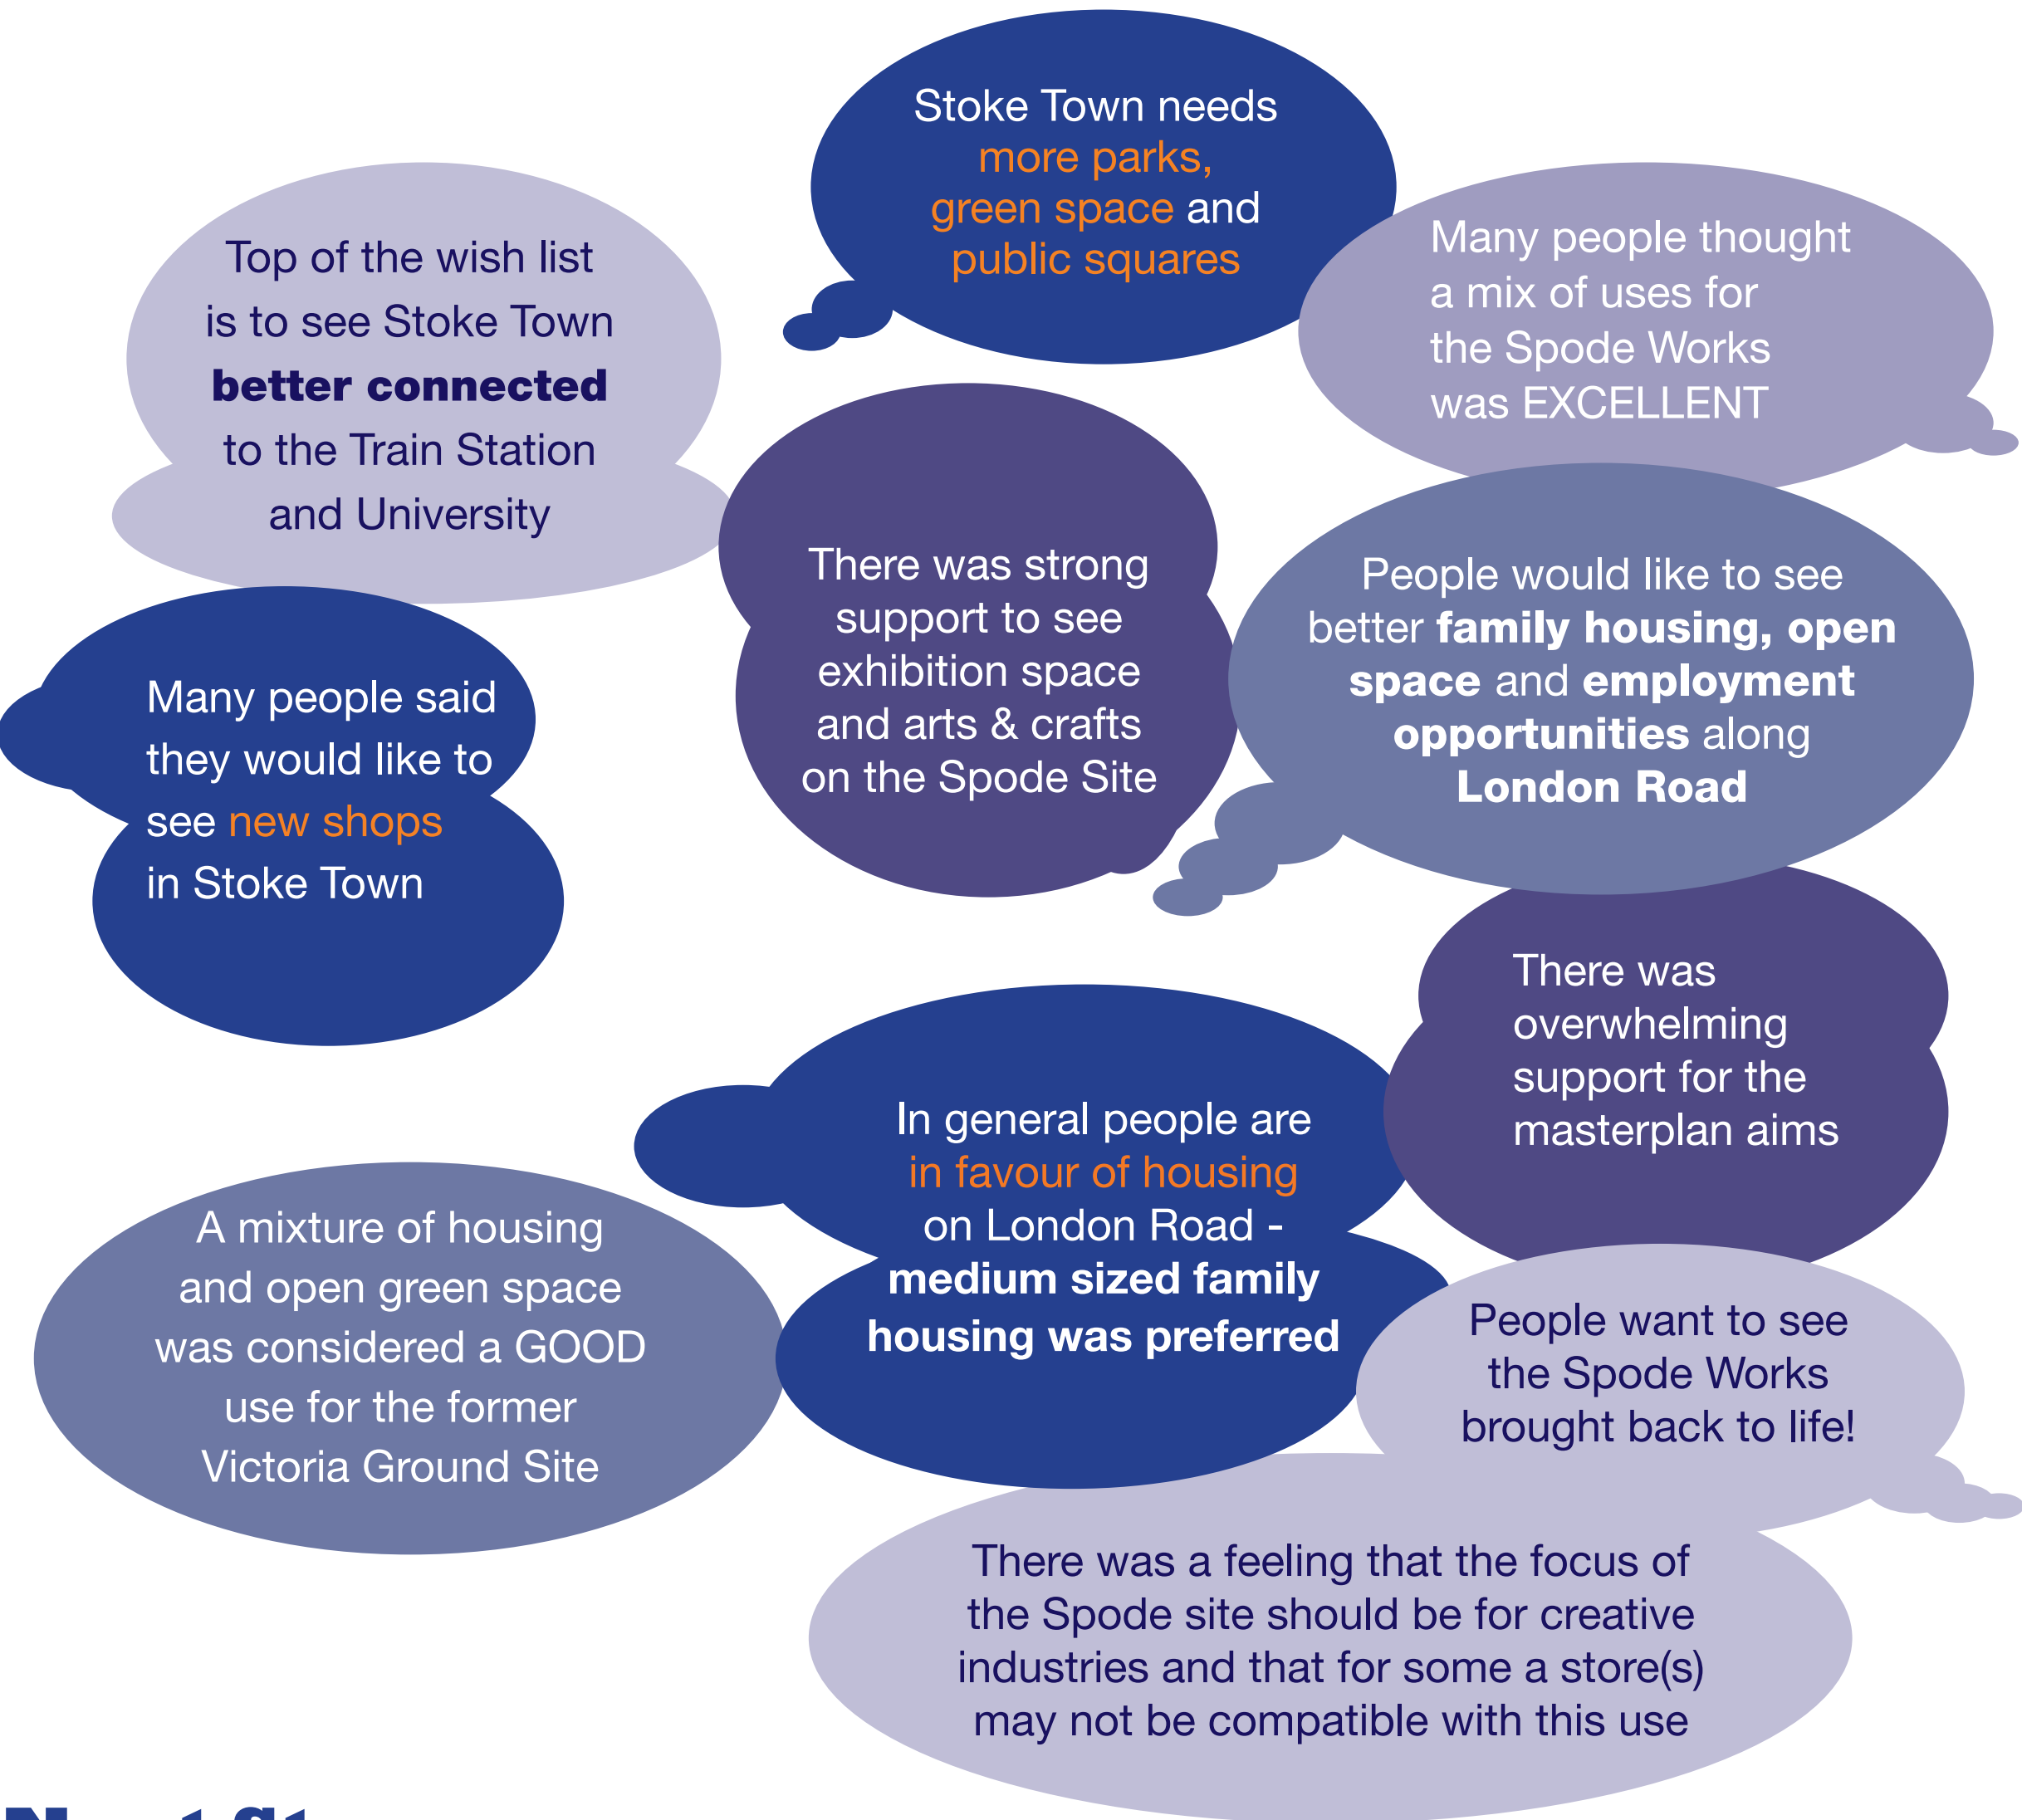 Stoke Town needs
more parks,
green space and
public squares
Top of the wish list
is to see Stoke Town
better connected
to the Train Station
and University
Many people thought
a mix of uses for
the Spode Works
was EXCELLENT
There was strong
support to see
exhibition space
and arts & crafts
on the Spode Site
People would like to see
better family housing, open
space and employment
opportunities along
London Road
Many people said
they would like to
see new shops
in Stoke Town
There was
overwhelming
support for the
masterplan aims
In general people are
in favour of housing
on London Road -
medium sized family
housing was preferred
A mixture of housing
and open green space
was considered a GOOD
use for the former
Victoria Ground Site
People want to see
the Spode Works
brought back to life!
There was a feeling that the focus of
the Spode site should be for creative
industries and that for some a store(s)
may not be compatible with this use